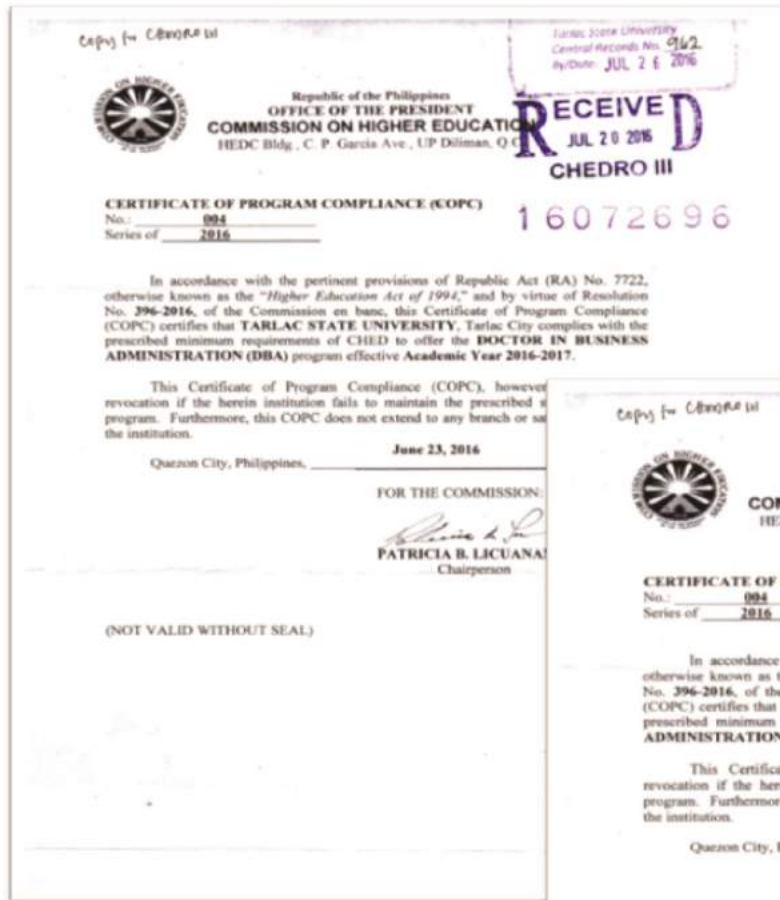 Copy for CHEDRO III
Tarlac State University
Central Records No. 962
By/Date: JUL 26 2016
Republic of the Philippines
OFFICE OF THE PRESIDENT
COMMISSION ON HIGHER EDUCATION
HEDC Bldg., C. P. Garcia Ave., UP Diliman, Q C
RECEIVED
JUL 20 2016
CHEDRO III
16072696
CERTIFICATE OF PROGRAM COMPLIANCE (COPC)
No.: 004
Series of 2016
In accordance with the pertinent provisions of Republic Act (RA) No. 7722,
otherwise known as the "Higher Education Act of 1994," and by virtue of Resolution
No. 396-2016, of the Commission en banc, this Certificate of Program Compliance
(COPC) certifies that TARLAC STATE UNIVERSITY, Tarlac City complies with the
prescribed minimum requirements of CHED to offer the DOCTOR IN BUSINESS
ADMINISTRATION (DBA) program effective Academic Year 2016-2017.
This Certificate of Program Compliance (COPC), however
revocation if the herein institution fails to maintain the prescribed s
program. Furthermore, this COPC does not extend to any branch or sa
the institution.
June 23, 2016
Quezon City, Philippines,
FOR THE COMMISSION:
PATRICIA B. LICUANA
Chairperson
(NOT VALID WITHOUT SEAL)
Copy for CHEDRO III
COM
HE
CERTIFICATE OF
No.: 004
Series of 2016
In accordance
otherwise known as t
No. 396-2016, of the
(COPC) certifies that
prescribed minimum
ADMINISTRATION
This Certifica
revocation if the her
program. Furthermor
the institution.
Quezon City, P